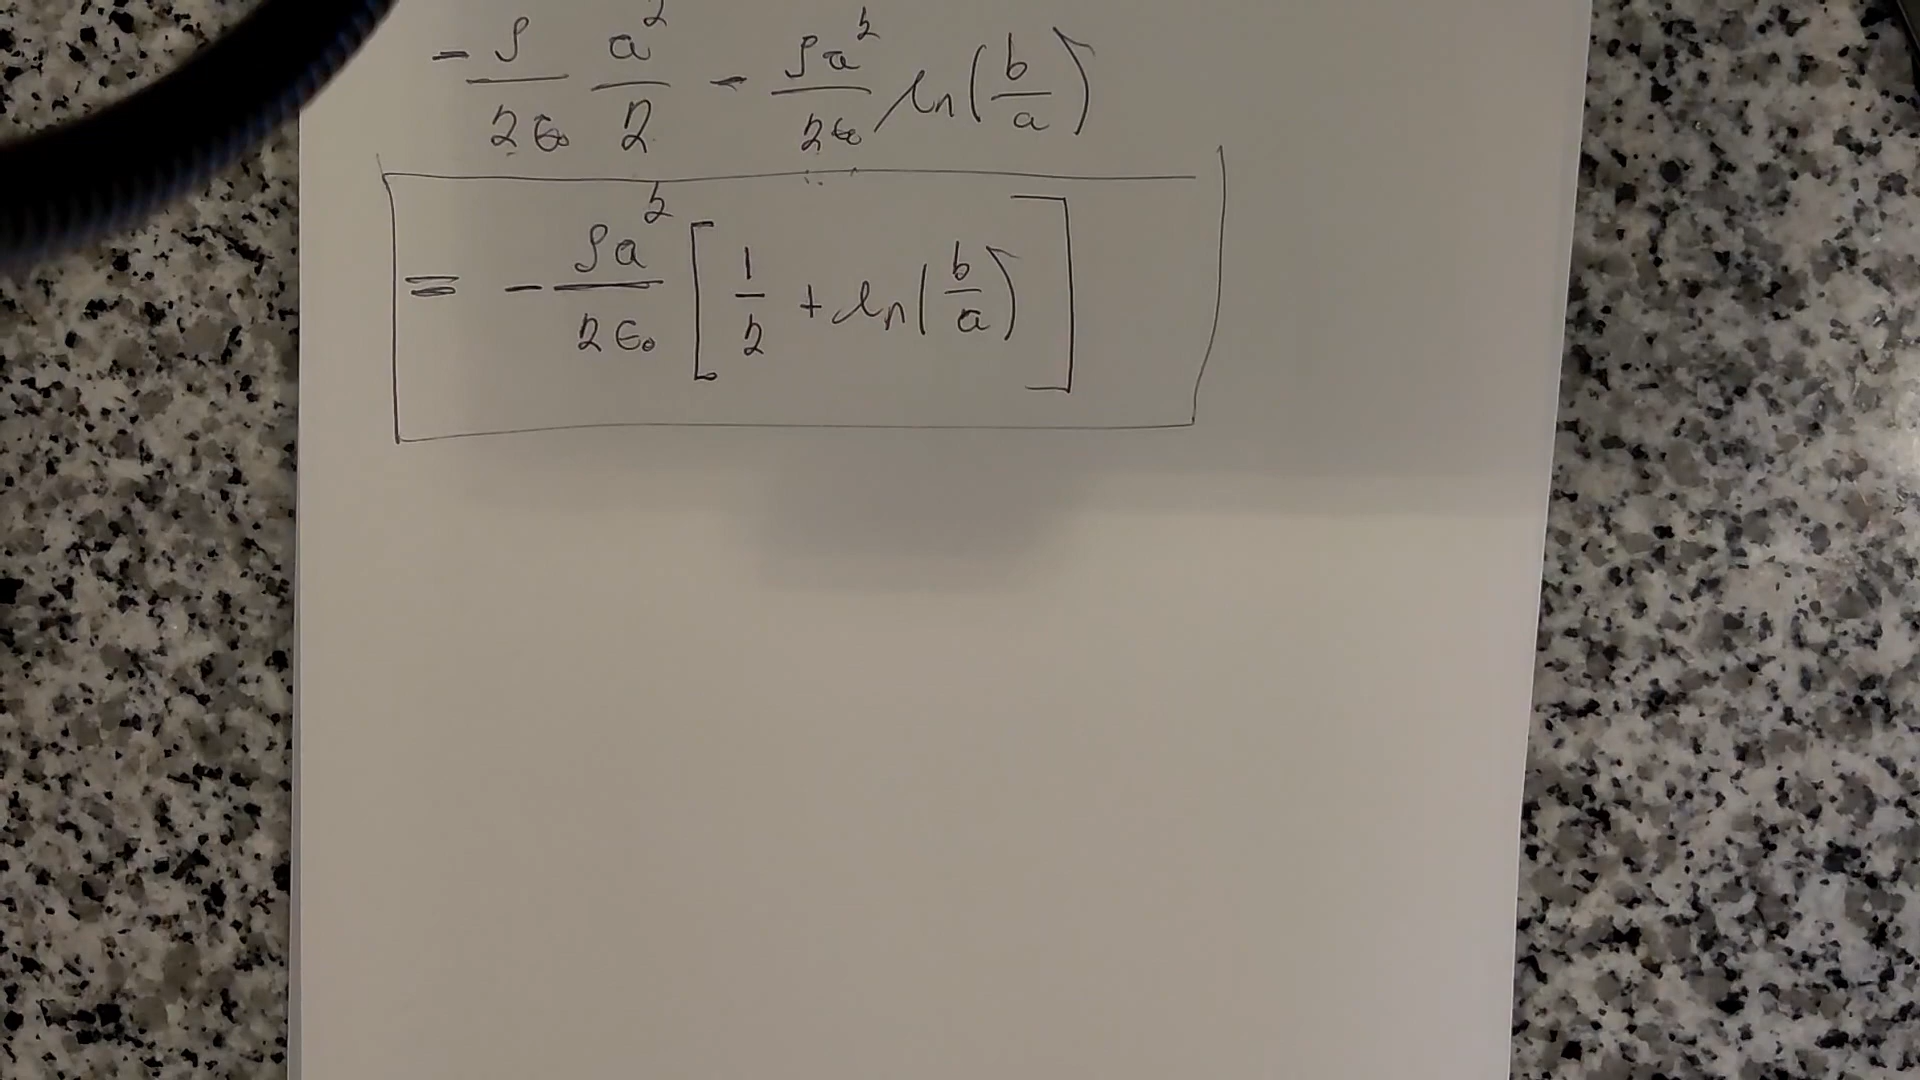 - ρ/2ϵ₀ a²/2 - ρa²/2ϵ₀ ln(b/a)
= - ρa²/2ϵ₀ [1/2 + ln(b/a)]